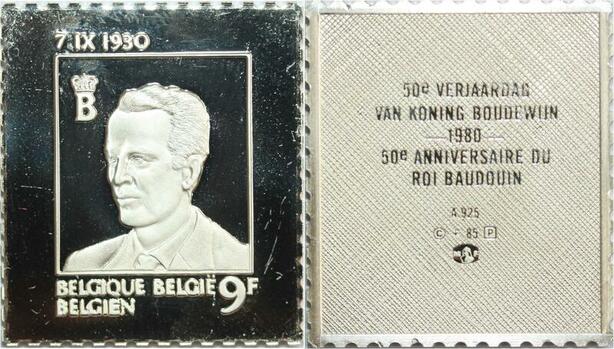 7.IX 1930
B
BELGIQUE BELGIË 9F
BELGIEN
50e VERJAARDAG
VAN KONING BOUDEWIJN
1980
50e ANNIVERSAIRE DU
ROI BAUDOUIN
A.925
© + 85 P